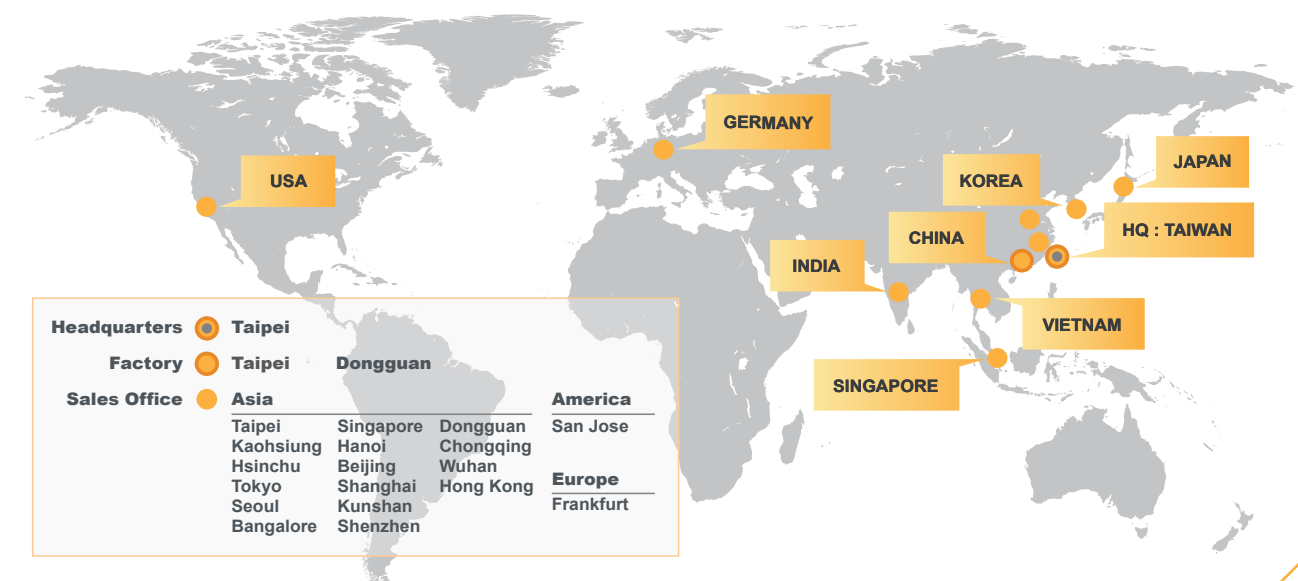 GERMANY
JAPAN
USA
KOREA
HQ : TAIWAN
CHINA
INDIA
VIETNAM
SINGAPORE
Headquarters Taipei
Factory Taipei Dongguan
Sales Office Asia America
Taipei Singapore Dongguan San Jose
Kaohsiung Hanoi Chongqing
Hsinchu Beijing Wuhan Europe
Tokyo Shanghai Hong Kong
Seoul Kunshan Frankfurt
Bangalore Shenzhen